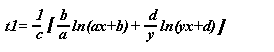 t1= 1/c [ b/a ln(ax+b) + d/y ln(yx+d) ]